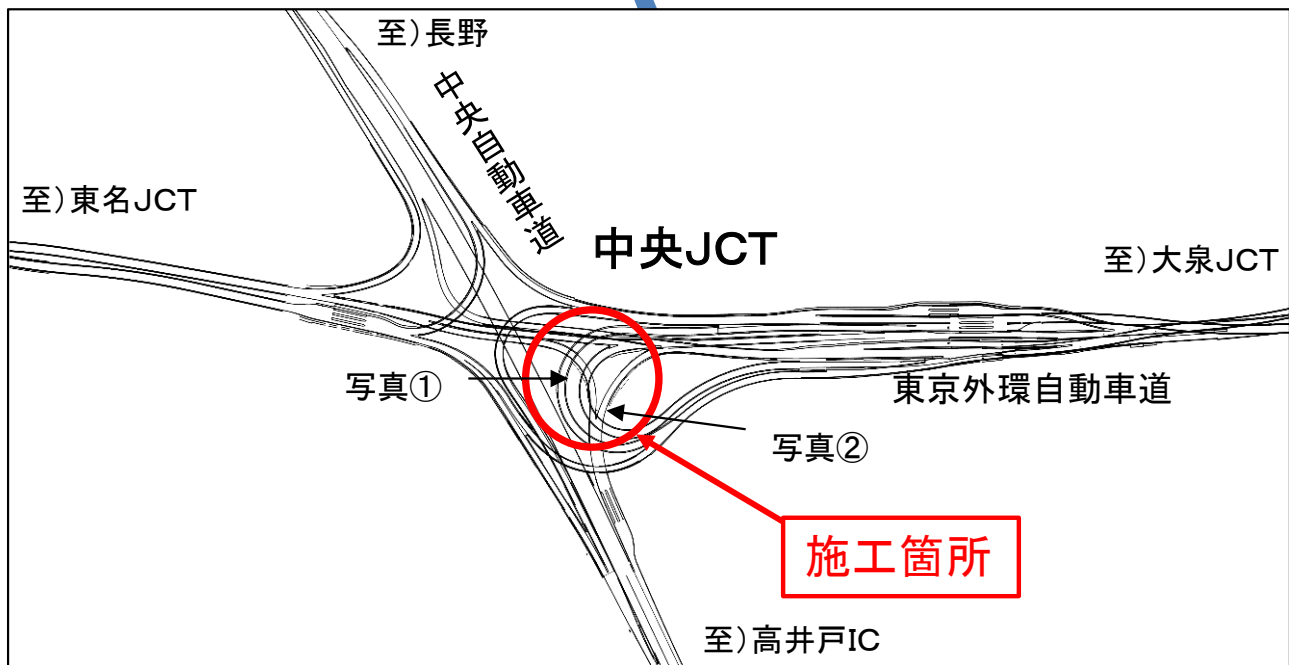 至)長野
中央自動車道
至)東名JCT
中央JCT
至)大泉JCT
写真①
東京外環自動車道
写真②
施工箇所
至)高井戸IC